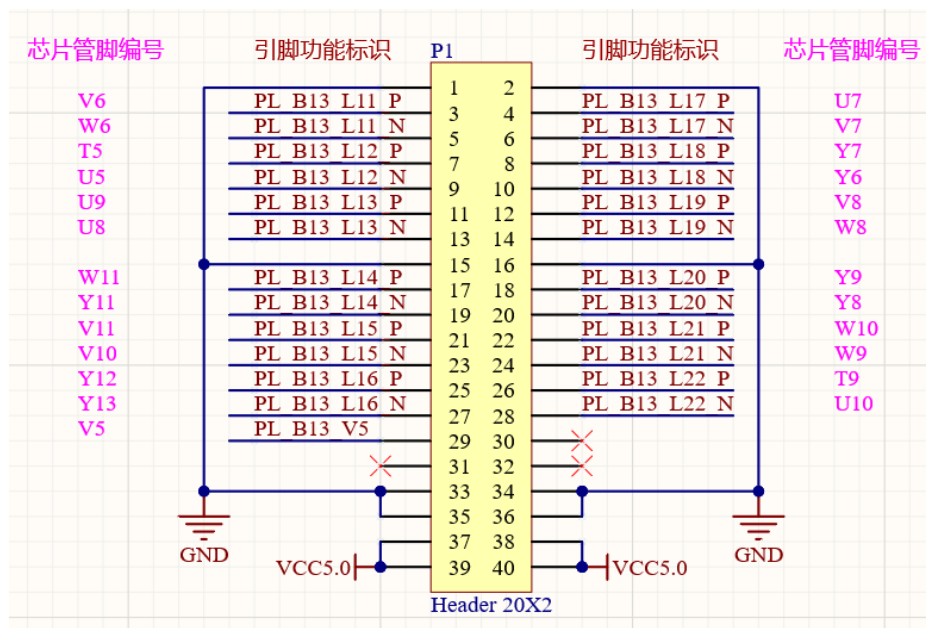 芯片管脚编号 引脚功能标识 P1 引脚功能标识 芯片管脚编号
1 2
V6 PL_B13_L11_P 3 4 PL_B13_L17_P U7
W6 PL_B13_L11_N 5 6 PL_B13_L17_N V7
T5 PL_B13_L12_P 7 8 PL_B13_L18_P Y7
U5 PL_B13_L12_N 9 10 PL_B13_L18_N Y6
U9 PL_B13_L13_P 11 12 PL_B13_L19_P V8
U8 PL_B13_L13_N 13 14 PL_B13_L19_N W8
15 16
W11 PL_B13_L14_P 17 18 PL_B13_L20_P Y9
Y11 PL_B13_L14_N 19 20 PL_B13_L20_N Y8
V11 PL_B13_L15_P 21 22 PL_B13_L21_P W10
V10 PL_B13_L15_N 23 24 PL_B13_L21_N W9
Y12 PL_B13_L16_P 25 26 PL_B13_L22_P T9
Y13 PL_B13_L16_N 27 28 PL_B13_L22_N U10
V5 PL_B13_V5 29 30
31 32
33 34
35 36
GND 37 38 GND
VCC5.0 39 40 VCC5.0
Header 20X2